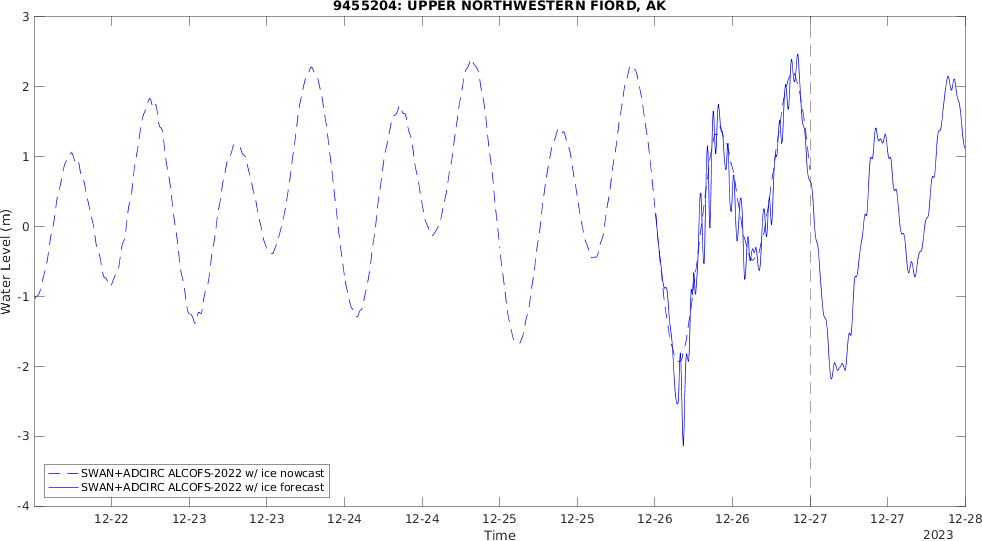 9455204: UPPER NORTHWESTERN FIORD, AK
Water Level (m)
3
2
1
0
-1
-2
-3
-4
SWAN+ADCIRC ALCOFS-2022 w/ ice nowcast
SWAN+ADCIRC ALCOFS-2022 w/ ice forecast
12-22 12-23 12-23 12-24 12-24 12-25 12-25 12-26 12-26 12-27 12-27 12-28
Time
2023